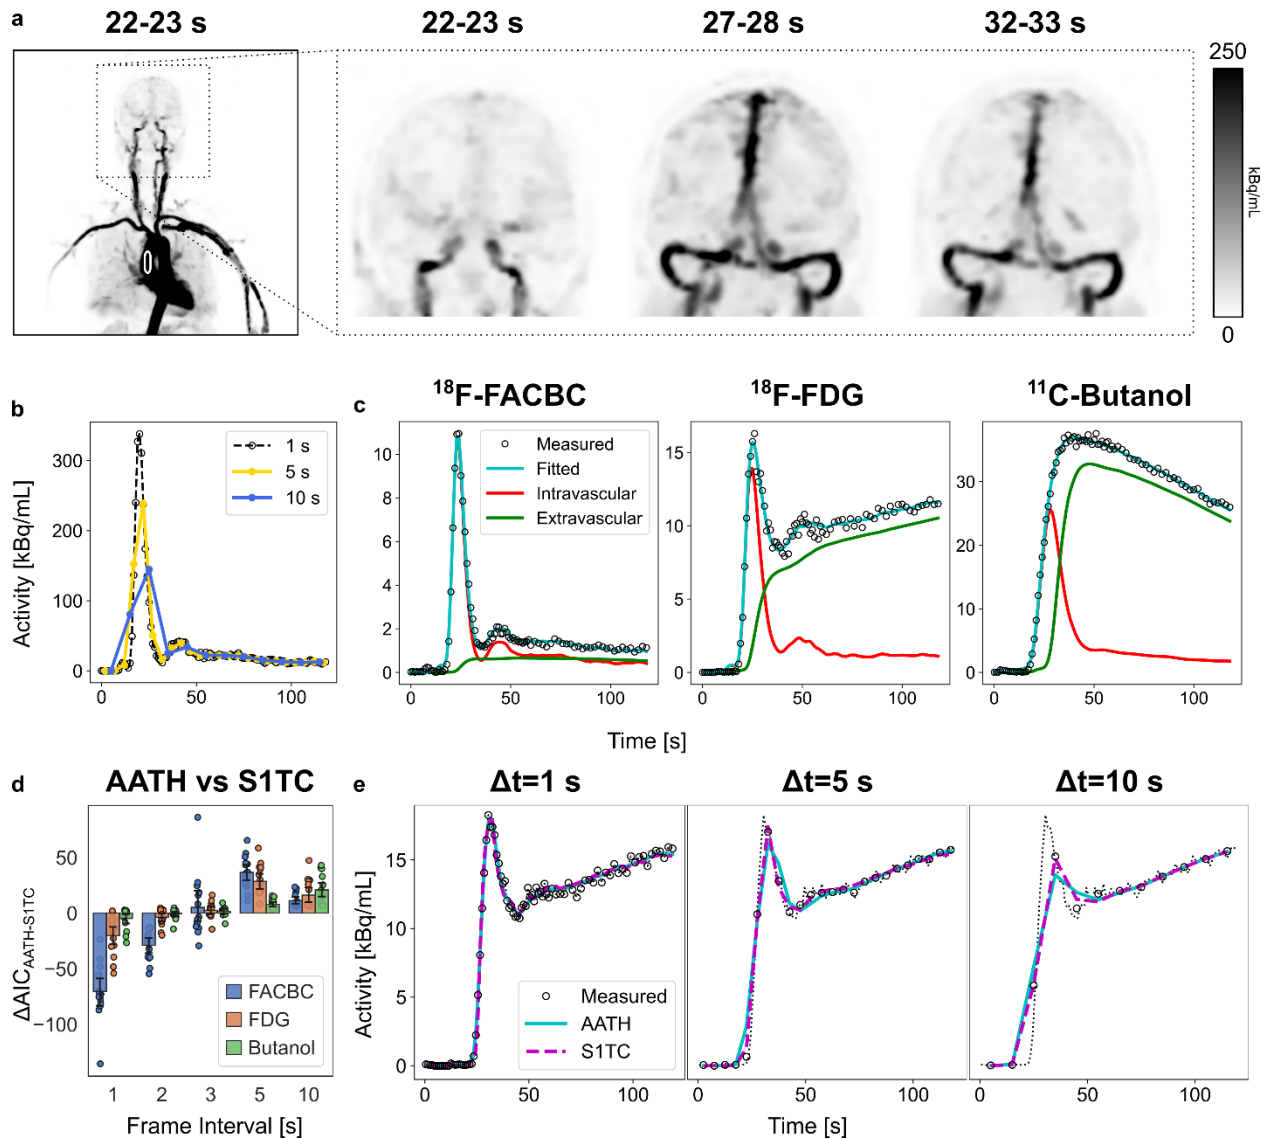 a
22-23 s
22-23 s
27-28 s
32-33 s
250
kBq/mL
0
b
Activity [kBq/mL]
300
200
100
0
0
50
100
1 s
5 s
10 s
c
¹⁸F-FACBC
¹⁸F-FDG
¹¹C-Butanol
10
8
6
4
2
0
0
50
100
Measured
Fitted
Intravascular
Extravascular
15
10
5
0
0
50
100
30
20
10
0
0
50
100
Time [s]
d
AATH vs S1TC
ΔAIC_AATH-S1TC
50
0
−50
−100
FACBC
FDG
Butanol
1
2
3
5
10
Frame Interval [s]
e
Δt=1 s
Δt=5 s
Δt=10 s
Activity [kBq/mL]
15
10
5
0
Measured
AATH
S1TC
0
50
100
0
50
100
0
50
100
Time [s]